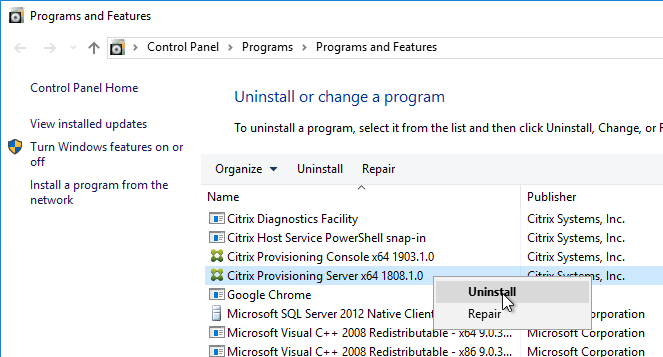 Programs and Features
Control Panel > Programs > Programs and Features
Control Panel Home
View installed updates
Turn Windows features on or
off
Install a program from the
network
Uninstall or change a program
To uninstall a program, select it from the list and then click Uninstall, Change, or
Organize Uninstall Repair
Name Publisher
Citrix Diagnostics Facility Citrix Systems, Inc.
Citrix Host Service PowerShell snap-in Citrix Systems, Inc.
Citrix Provisioning Console x64 1903.1.0 Citrix Systems, Inc.
Citrix Provisioning Server x64 1808.1.0 Citrix Systems, Inc.
Google Chrome
Uninstall
Repair
Microsoft SQL Server 2012 Native Client Corporation
Microsoft Visual C++ 2008 Redistributable - x64 9.0.3... Microsoft Corporation
Microsoft Visual C++ 2008 Redistributable - x86 9.0.3... Microsoft Corporation